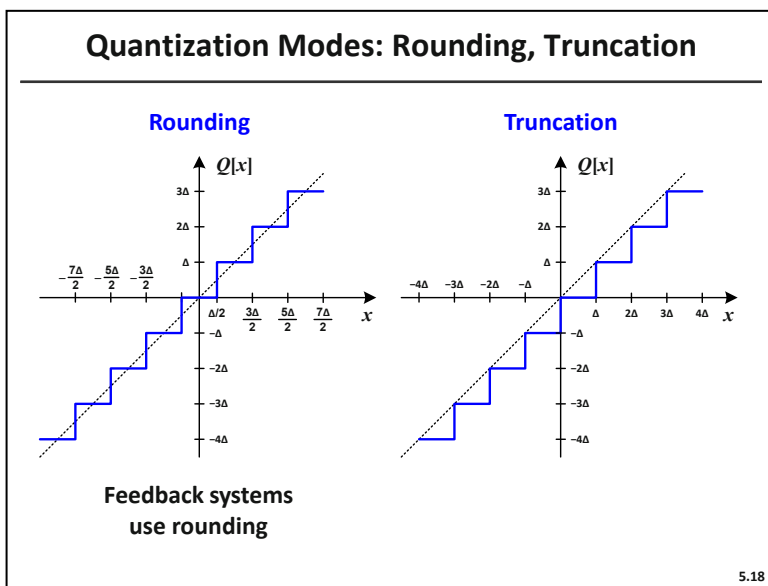 Quantization Modes: Rounding, Truncation
Rounding
Q[x]
3Δ
2Δ
Δ
−7Δ/2 −5Δ/2 −3Δ/2
Δ/2 3Δ/2 5Δ/2 7Δ/2 x
−Δ
−2Δ
−3Δ
−4Δ
Feedback systems
use rounding
Truncation
Q[x]
3Δ
2Δ
Δ
−4Δ −3Δ −2Δ −Δ
Δ 2Δ 3Δ 4Δ x
−Δ
−2Δ
−3Δ
−4Δ
5.18